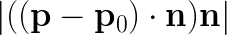 |((𝐩 − 𝐩₀) ⋅ 𝐧)𝐧|